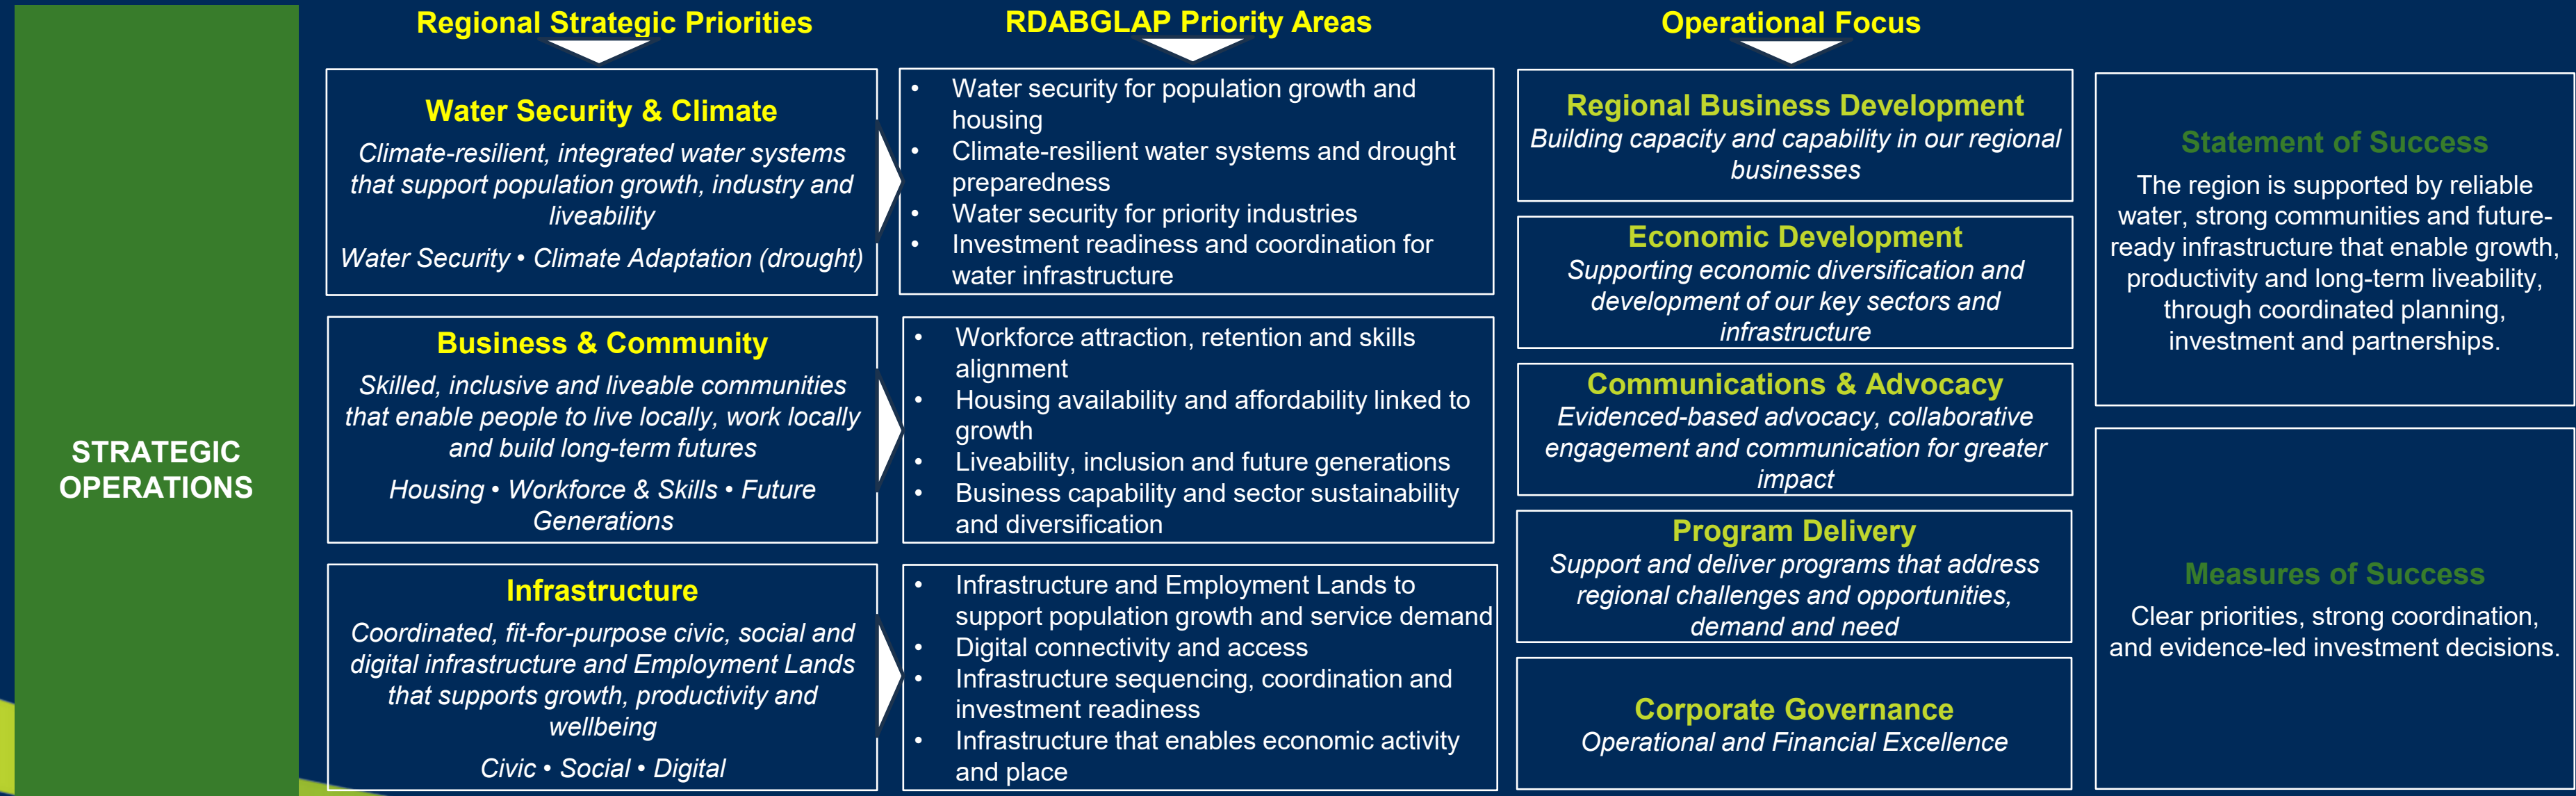 STRATEGIC
OPERATIONS
Regional Strategic Priorities
Water Security & Climate
Climate-resilient, integrated water systems
that support population growth, industry and
liveability
Water Security • Climate Adaptation (drought)
Business & Community
Skilled, inclusive and liveable communities
that enable people to live locally, work locally
and build long-term futures
Housing • Workforce & Skills • Future
Generations
Infrastructure
Coordinated, fit-for-purpose civic, social and
digital infrastructure and Employment Lands
that supports growth, productivity and
wellbeing
Civic • Social • Digital
RDABGLAP Priority Areas
• Water security for population growth and
housing
• Climate-resilient water systems and drought
preparedness
• Water security for priority industries
• Investment readiness and coordination for
water infrastructure
• Workforce attraction, retention and skills
alignment
• Housing availability and affordability linked to
growth
• Liveability, inclusion and future generations
• Business capability and sector sustainability
and diversification
• Infrastructure and Employment Lands to
support population growth and service demand
• Digital connectivity and access
• Infrastructure sequencing, coordination and
investment readiness
• Infrastructure that enables economic activity
and place
Operational Focus
Regional Business Development
Building capacity and capability in our regional
businesses
Economic Development
Supporting economic diversification and
development of our key sectors and
infrastructure
Communications & Advocacy
Evidenced-based advocacy, collaborative
engagement and communication for greater
impact
Program Delivery
Support and deliver programs that address
regional challenges and opportunities,
demand and need
Corporate Governance
Operational and Financial Excellence
Statement of Success
The region is supported by reliable
water, strong communities and future-
ready infrastructure that enable growth,
productivity and long-term liveability,
through coordinated planning,
investment and partnerships.
Measures of Success
Clear priorities, strong coordination,
and evidence-led investment decisions.